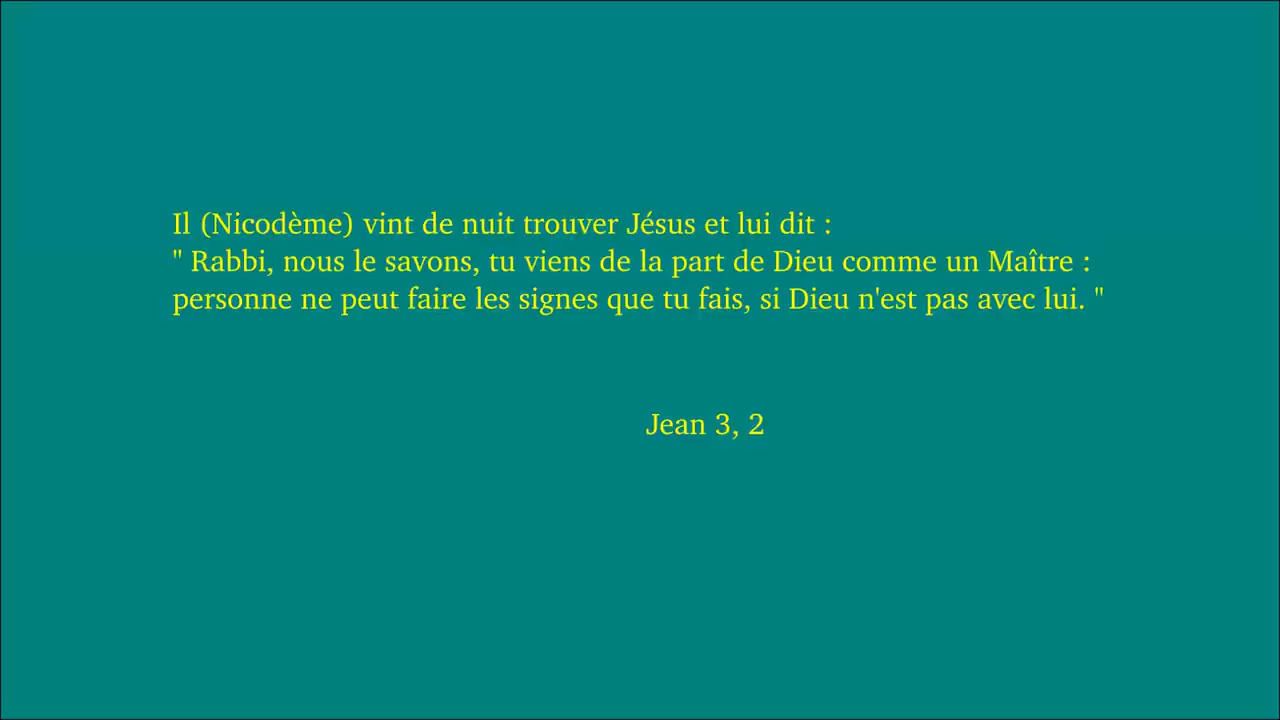 Il (Nicodème) vint de nuit trouver Jésus et lui dit :
" Rabbi, nous le savons, tu viens de la part de Dieu comme un Maître :
personne ne peut faire les signes que tu fais, si Dieu n'est pas avec lui. "
Jean 3, 2